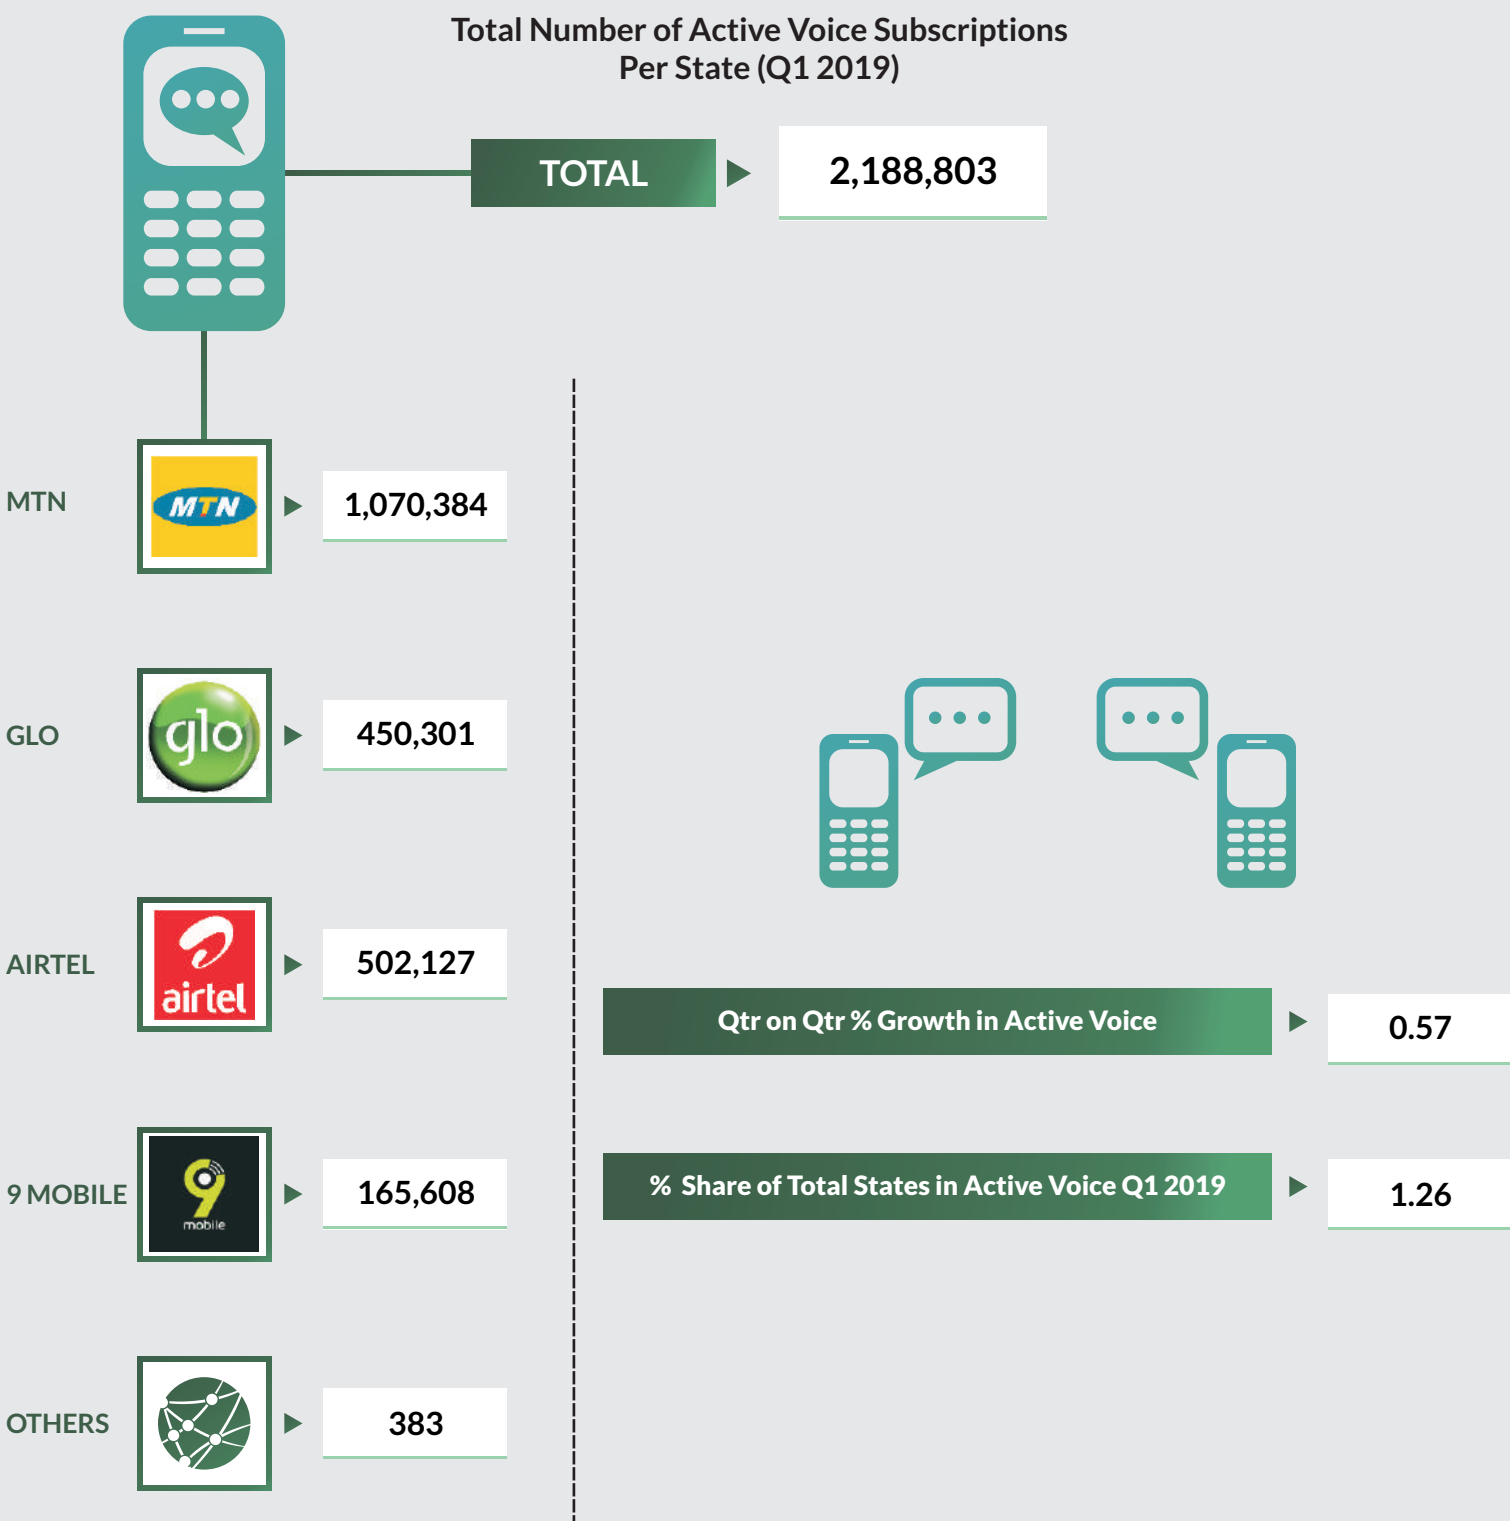 Total Number of Active Voice Subscriptions
Per State (Q1 2019)
TOTAL
2,188,803
MTN
MTN
1,070,384
GLO
glo
450,301
AIRTEL
airtel
502,127
9 MOBILE
9
mobile
165,608
OTHERS
383
Qtr on Qtr % Growth in Active Voice
0.57
% Share of Total States in Active Voice Q1 2019
1.26